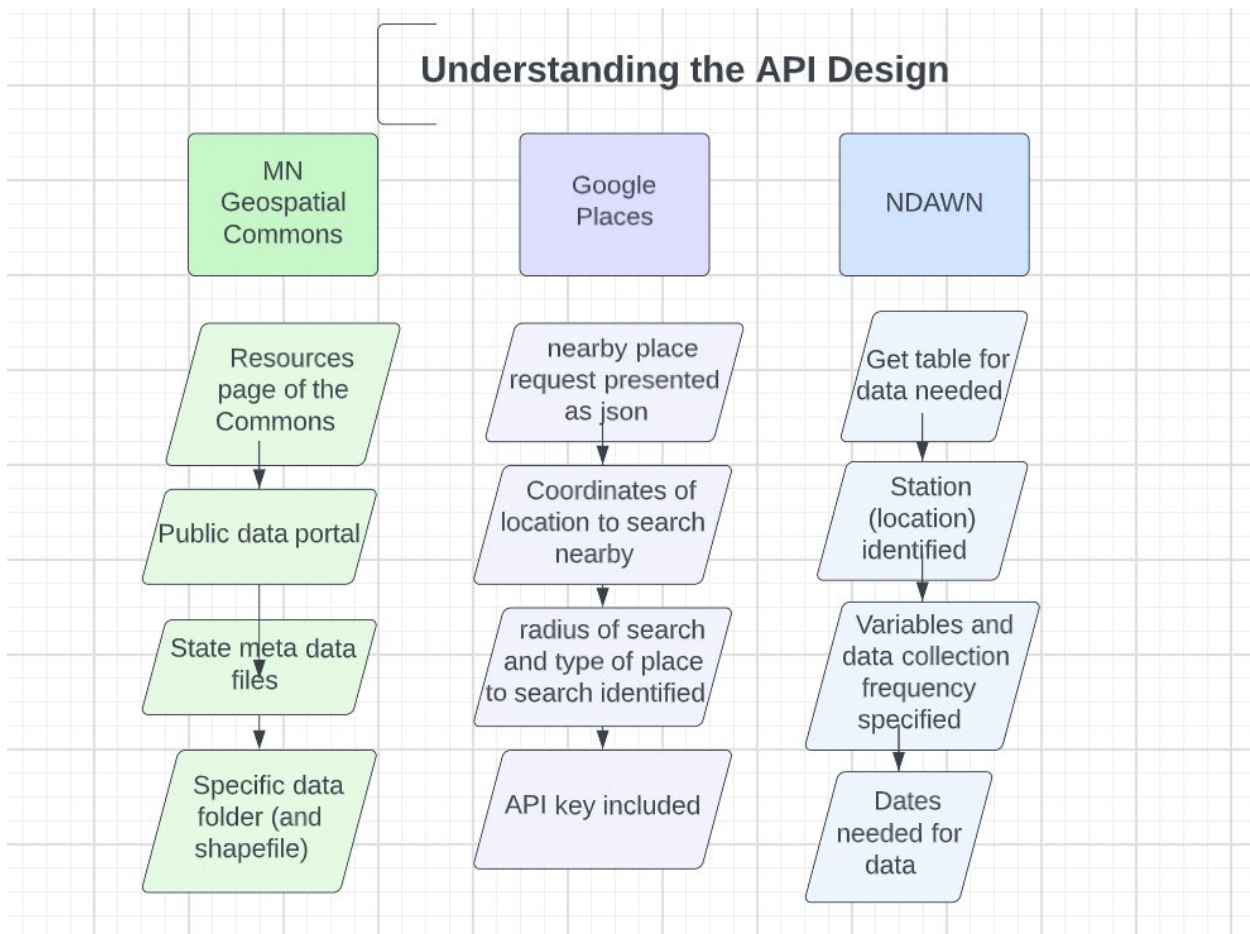 Understanding the API Design
MN
Geospatial
Commons
Resources
page of the
Commons
Public data portal
State meta data
files
Specific data
folder (and
shapefile)
Google
Places
nearby place
request presented
as json
Coordinates of
location to search
nearby
radius of search
and type of place
to search identified
API key included
NDAWN
Get table for
data needed
Station
(location)
identified
Variables and
data collection
frequency
specified
Dates
needed for
data